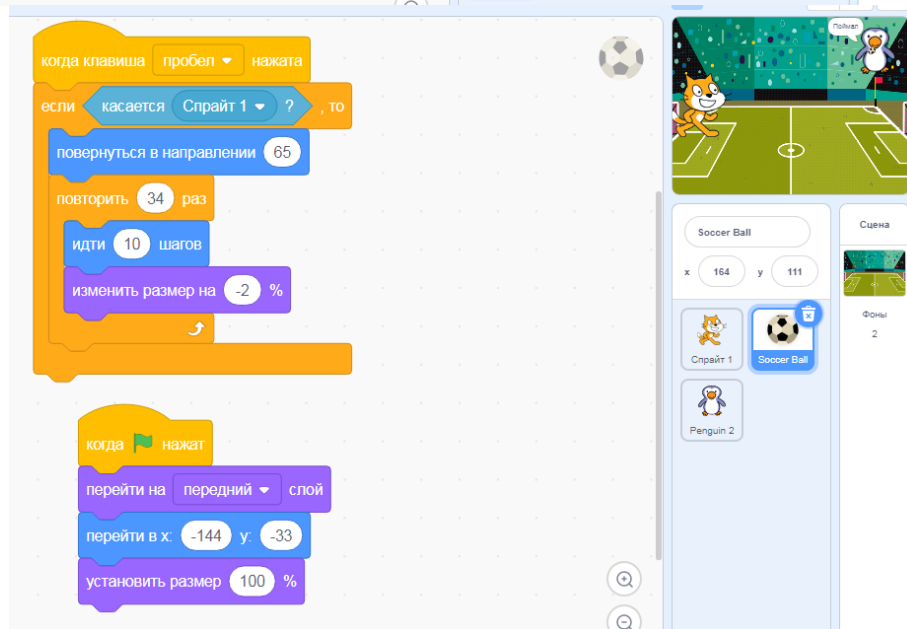 когда клавиша пробел нажата
если касается Спрайт 1 ? , то
повернуться в направлении 65
повторить 34 раз
идти 10 шагов
изменить размер на -2 %
когда нажат
перейти на передний слой
перейти в x: -144 y: -33
установить размер 100 %
Поймал
Soccer Ball
x 164 y 111
Спрайт 1
Soccer Ball
Penguin 2
Сцена
Фоны
2